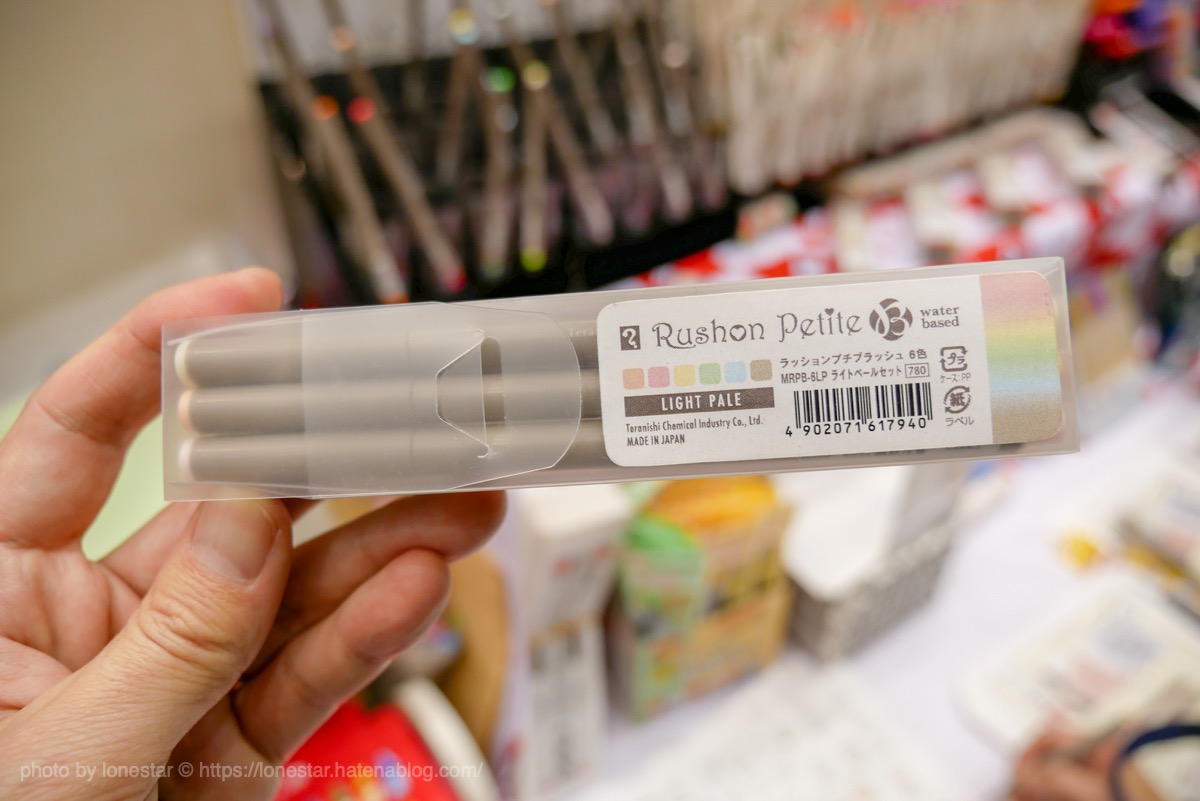 Rushon Petite
water
based
ラッションプチブラッシュ 6色
MRPB-6LP ライトペールセット 780
プラ
ケース:PP
LIGHT PALE
紙
ラベル
Teranishi Chemical Industry Co., Ltd.
MADE IN JAPAN
4 902071 617940
photo by lonestar © https://lonestar.hatenablog.com/